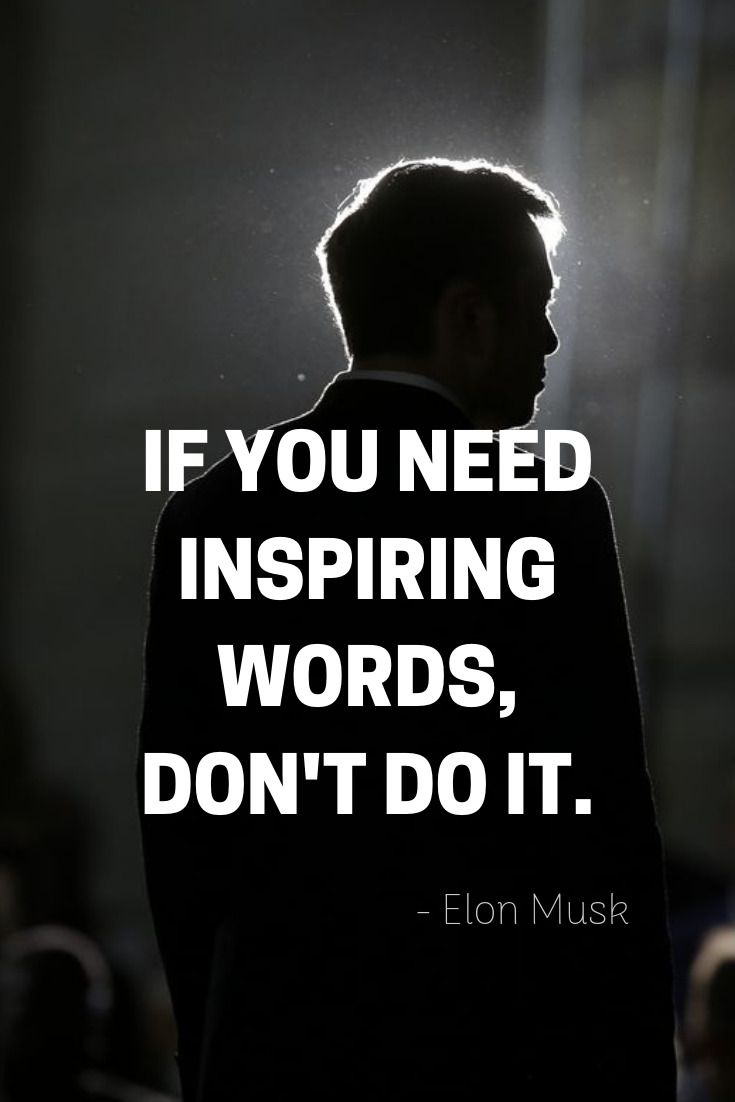 IF YOU NEED
INSPIRING
WORDS,
DON'T DO IT.
- Elon Musk